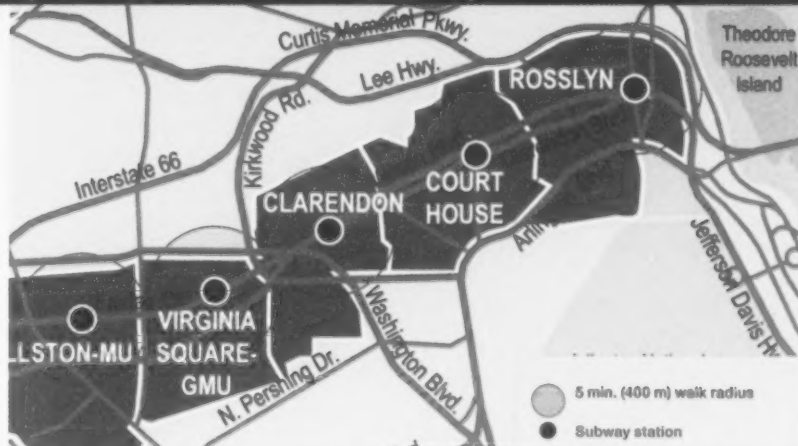 Curtis Memorial Pkwy.
Theodore
Roosevelt
Island
Lee Hwy.
ROSSLYN
Kirkwood Rd.
Interstate 66
CLARENDON
COURT
HOUSE
Jefferson Davis
VIRGINIA
SQUARE-
GMU
LLSTON-MU
Washington Blvd.
N. Pershing Dr.
5 min. (400 m) walk radius
Subway station